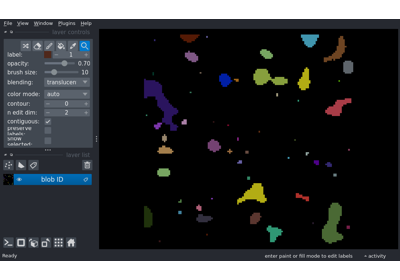 File View Window Plugins Help
layer controls
label: 1
opacity: 0.70
brush size: 10
blending: translucen
color mode: auto
contour: 0
n edit dim: 2
contiguous:
preserve labels:
show selected:
layer list
blob ID
Ready
enter paint or fill mode to edit labels
activity